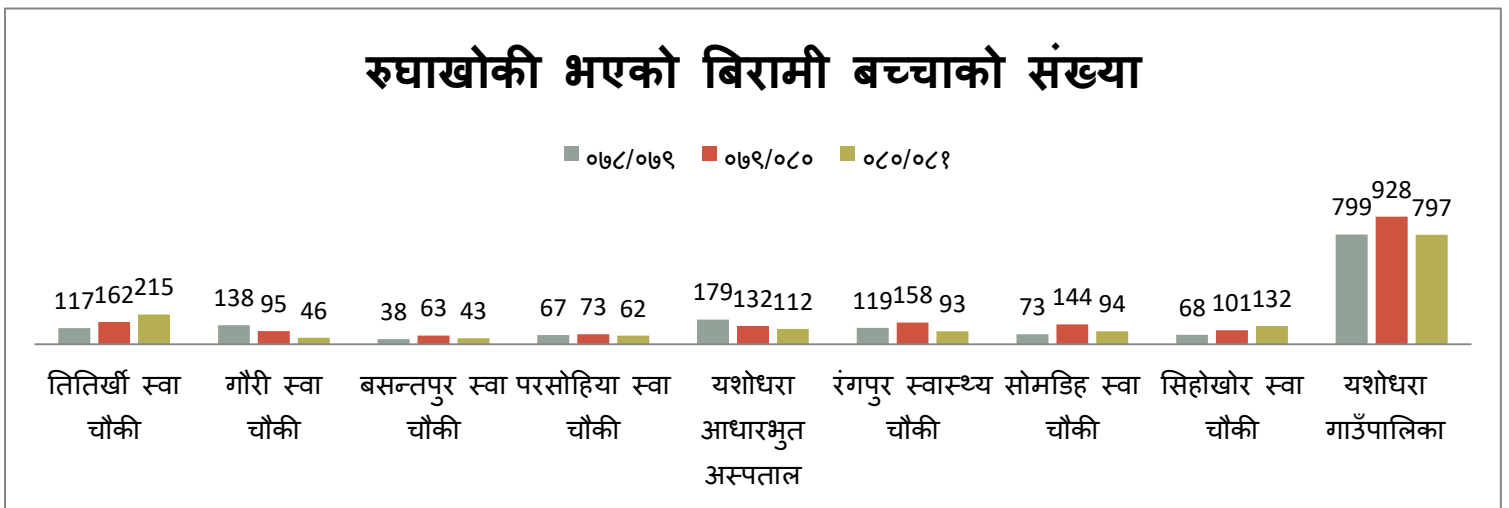 रुघाखोकी भएको बिरामी बच्चाको संख्या
०७८/०७९ ०७९/०८० ०८०/०८१
117 162 215 138 95 46 38 63 43 67 73 62 179 132 112 119 158 93 73 144 94 68 101 132 799 928 797
तितिर्खी स्वा चौकी
गौरी स्वा चौकी
बसन्तपुर स्वा चौकी
परसोहिया स्वा चौकी
यशोधरा आधारभुत अस्पताल
रंगपुर स्वास्थ्य चौकी
सोमडिह स्वा चौकी
सिहोखोर स्वा चौकी
यशोधरा गाउँपालिका